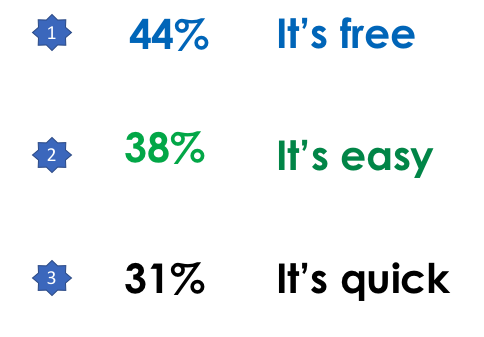 1 44% It’s free
2 38% It’s easy
3 31% It’s quick